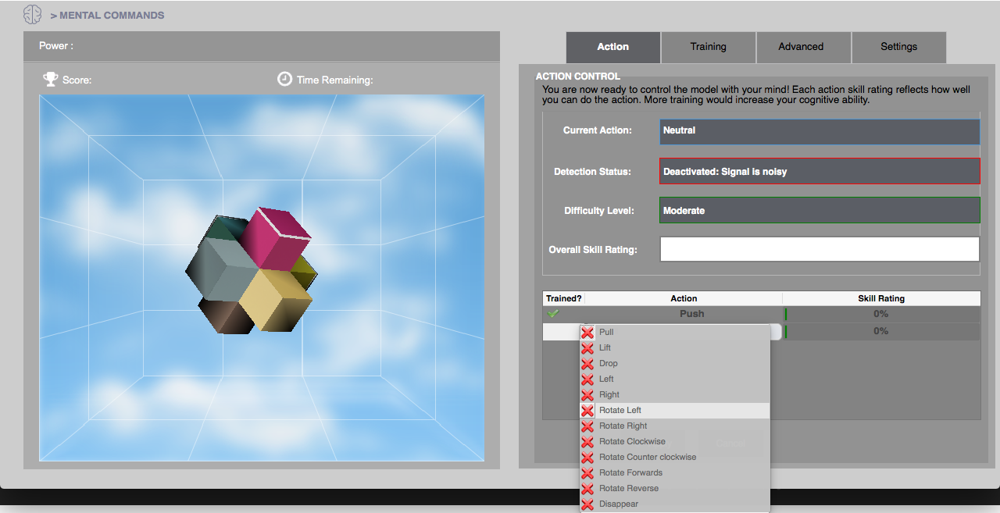 > MENTAL COMMANDS
Power :
Score:
Time Remaining:
Action
Training
Advanced
Settings
ACTION CONTROL
You are now ready to control the model with your mind! Each action skill rating reflects how well
you can do the action. More training would increase your cognitive ability.
Current Action:
Neutral
Detection Status:
Deactivated: Signal is noisy
Difficulty Level:
Moderate
Overall Skill Rating:
Trained?
Action
Skill Rating
Push
0%
0%
Pull
Lift
Drop
Left
Right
Rotate Left
Rotate Right
Rotate Clockwise
Rotate Counter clockwise
Rotate Forwards
Rotate Reverse
Disappear